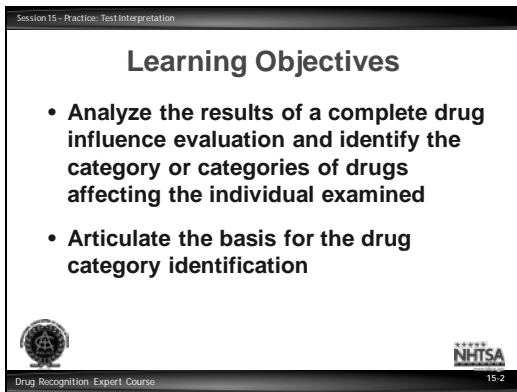 Session 15 - Practice: Test Interpretation
Learning Objectives
• Analyze the results of a complete drug
influence evaluation and identify the
category or categories of drugs
affecting the individual examined
• Articulate the basis for the drug
category identification
NHTSA
Drug Recognition Expert Course
15-2